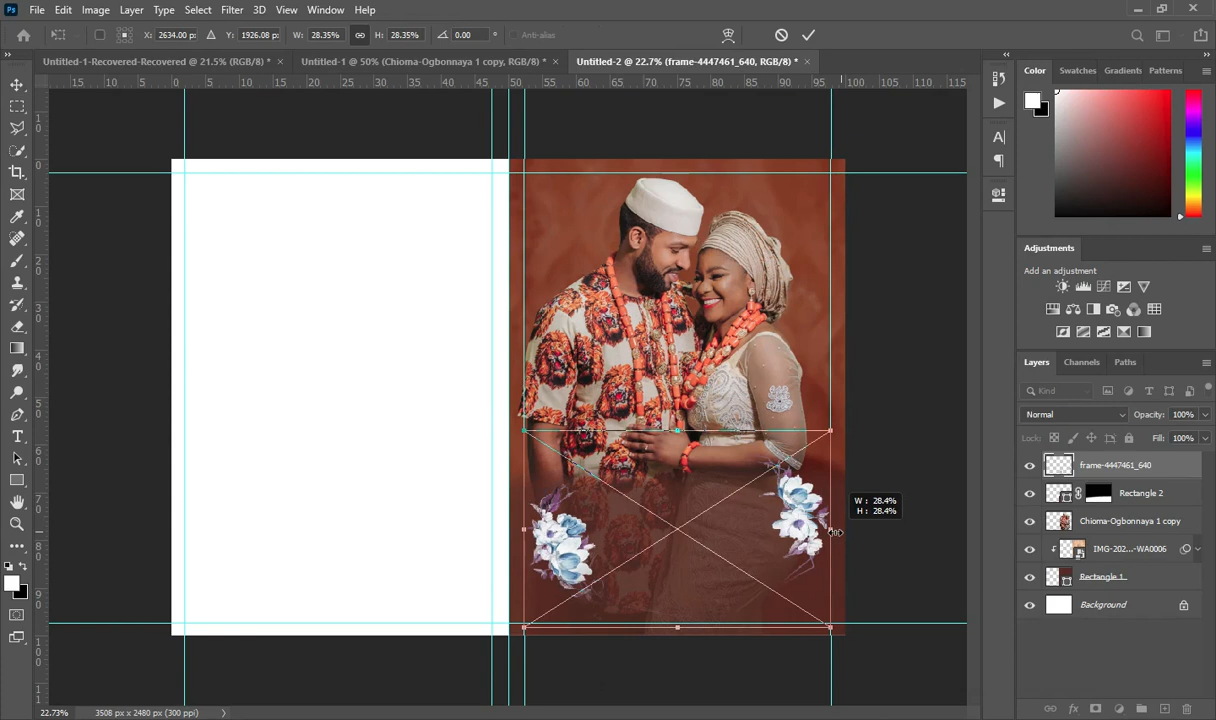 Ps File Edit Image Layer Type Select Filter 3D View Window Help
X: 2634.00 px Y: 1926.08 px W: 28.35% H: 28.35% 0.00 ° Anti-alias
Untitled-1-Recovered-Recovered @ 21.5% (RGB/8) * × Untitled-1 @ 50% (Chioma-Ogbonnaya 1 copy, RGB/8) * × Untitled-2 @ 22.7% (frame-4447461_640, RGB/8) * ×
15 10 5 0 5 10 15 20 25 30 35 40 45 50 55 60 65 70 75 80 85 90 95 100 105 110 115
Color Swatches Gradients Patterns
Adjustments
Add an adjustment
Layers Channels Paths
Kind
Normal Opacity: 100%
Lock: Fill: 100%
frame-4447461_640
Rectangle 2
Chioma-Ogbonnaya 1 copy
IMG-202...-WA0006
Rectangle 1
Background
W : 28.4%
H : 28.4%
22.73% 3508 px x 2480 px (300 ppi)